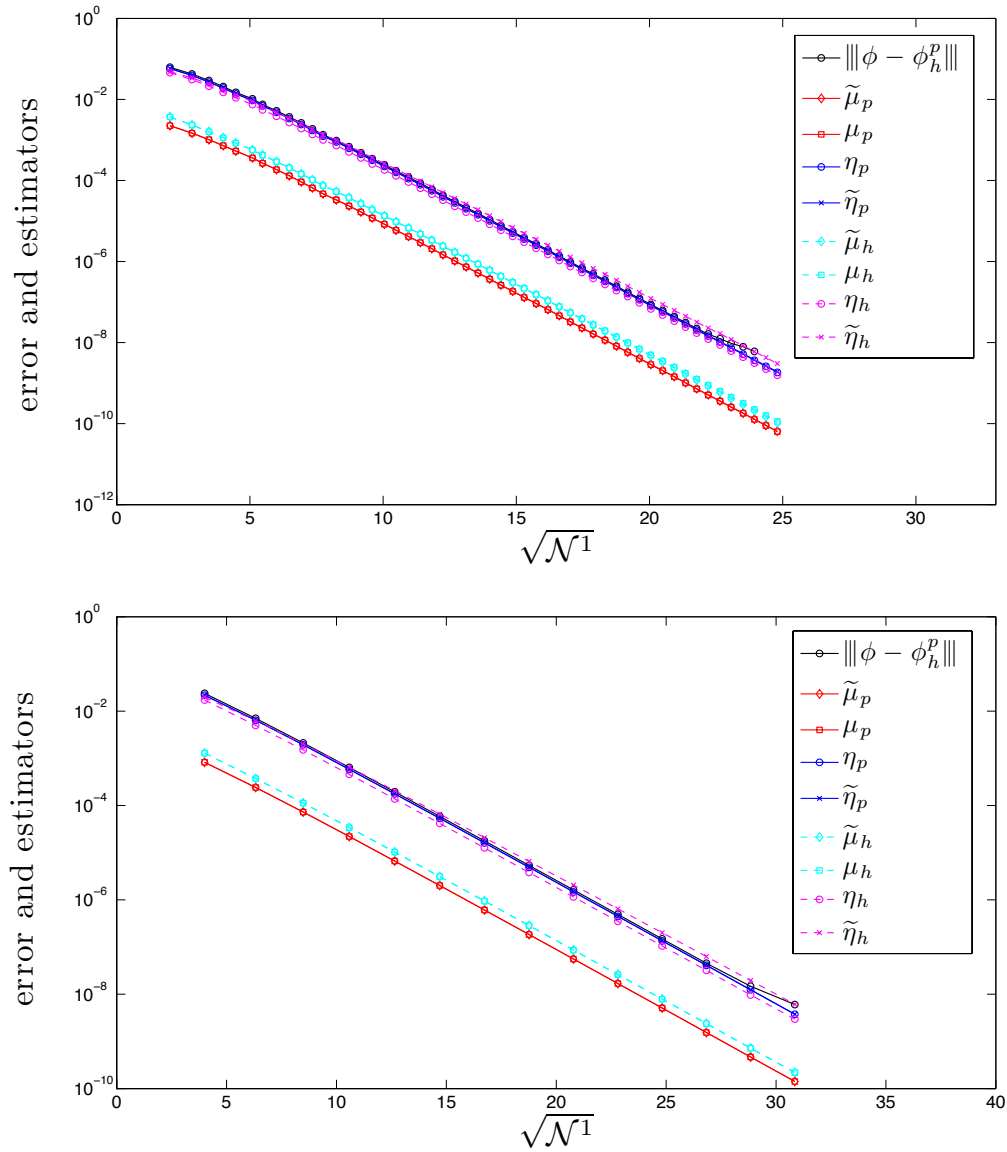 error and estimators
10^0
10^−2
10^−4
10^−6
10^−8
10^−10
10^−12
0 5 10 15 20 25 30
√𝒩^1
|||ϕ − ϕ_h^p|||
μ̃_p
μ_p
η_p
η̃_p
μ̃_h
μ_h
η_h
η̃_h
error and estimators
10^0
10^−2
10^−4
10^−6
10^−8
10^−10
0 5 10 15 20 25 30 35 40
√𝒩^1
|||ϕ − ϕ_h^p|||
μ̃_p
μ_p
η_p
η̃_p
μ̃_h
μ_h
η_h
η̃_h